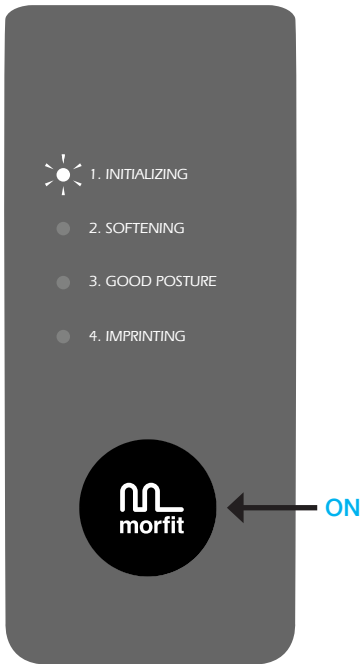 1. INITIALIZING
2. SOFTENING
3. GOOD POSTURE
4. IMPRINTING
morfit
ON